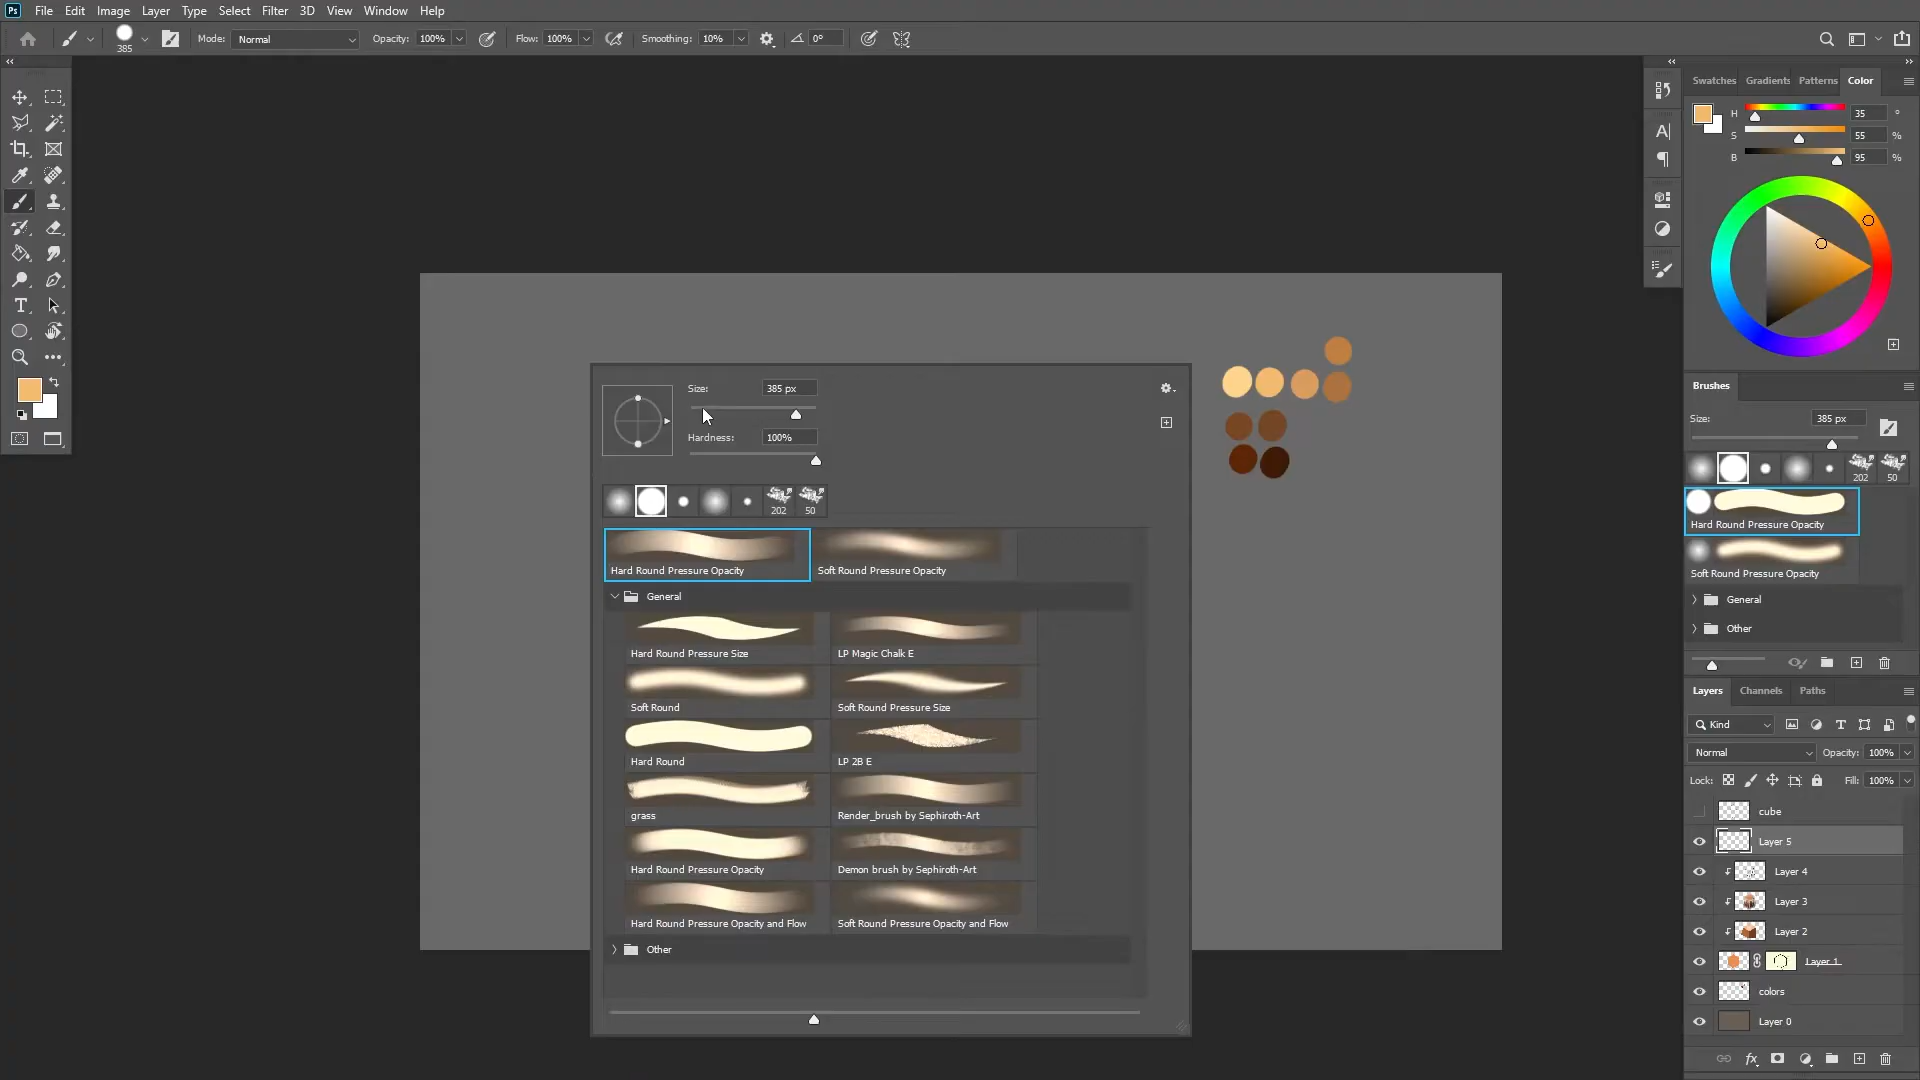 Ps File Edit Image Layer Type Select Filter 3D View Window Help
385 Mode: Normal Opacity: 100% Flow: 100% Smoothing: 10% 0°
Swatches Gradients Patterns Color
H 35 °
S 55 %
B 95 %
Size: 385 px
Hardness: 100%
202 50
Hard Round Pressure Opacity Soft Round Pressure Opacity
General
Hard Round Pressure Size LP Magic Chalk E
Soft Round Soft Round Pressure Size
Hard Round LP 2B E
grass Render_brush by Sephiroth-Art
Hard Round Pressure Opacity Demon brush by Sephiroth-Art
Hard Round Pressure Opacity and Flow Soft Round Pressure Opacity and Flow
Other
Brushes
Size: 385 px
202 50
Hard Round Pressure Opacity
Soft Round Pressure Opacity
General
Other
Layers Channels Paths
Kind
Normal Opacity: 100%
Lock: Fill: 100%
cube
Layer 5
Layer 4
Layer 3
Layer 2
Layer 1
colors
Layer 0
fx